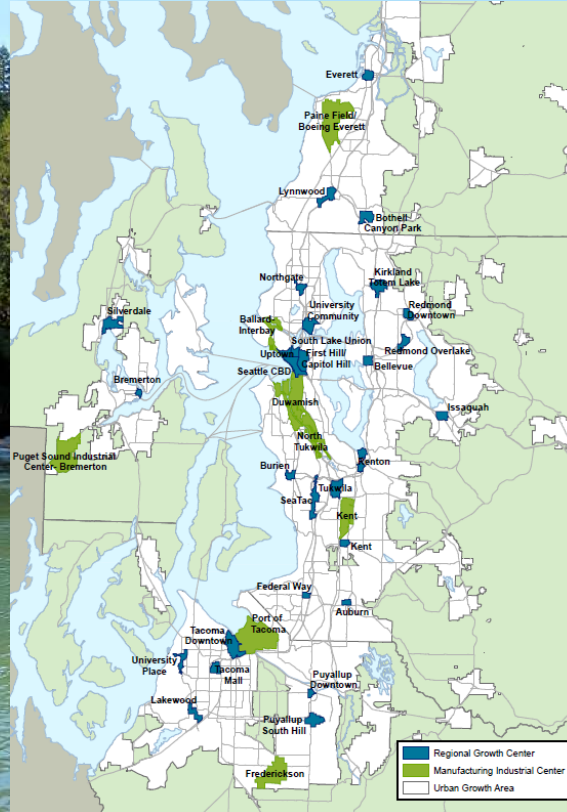 Everett
Paine Field/
Boeing Everett
Lynnwood
Bothell
Canyon Park
Northgate
Kirkland
Totem Lake
Silverdale
University
Community
Redmond
Downtown
Ballard-
Interbay
South Lake Union
Redmond Overlake
Uptown
First Hill/
Capitol Hill
Bellevue
Seattle CBD
Bremerton
Duwamish
Issaquah
North
Tukwila
Puget Sound Industrial
Center- Bremerton
Burien
Renton
Tukwila
SeaTac
Kent
Kent
Federal Way
Auburn
Port of
Tacoma
Tacoma
Downtown
University
Place
Tacoma
Mall
Puyallup
Downtown
Lakewood
Puyallup
South Hill
Frederickson
Regional Growth Center
Manufacturing Industrial Center
Urban Growth Area